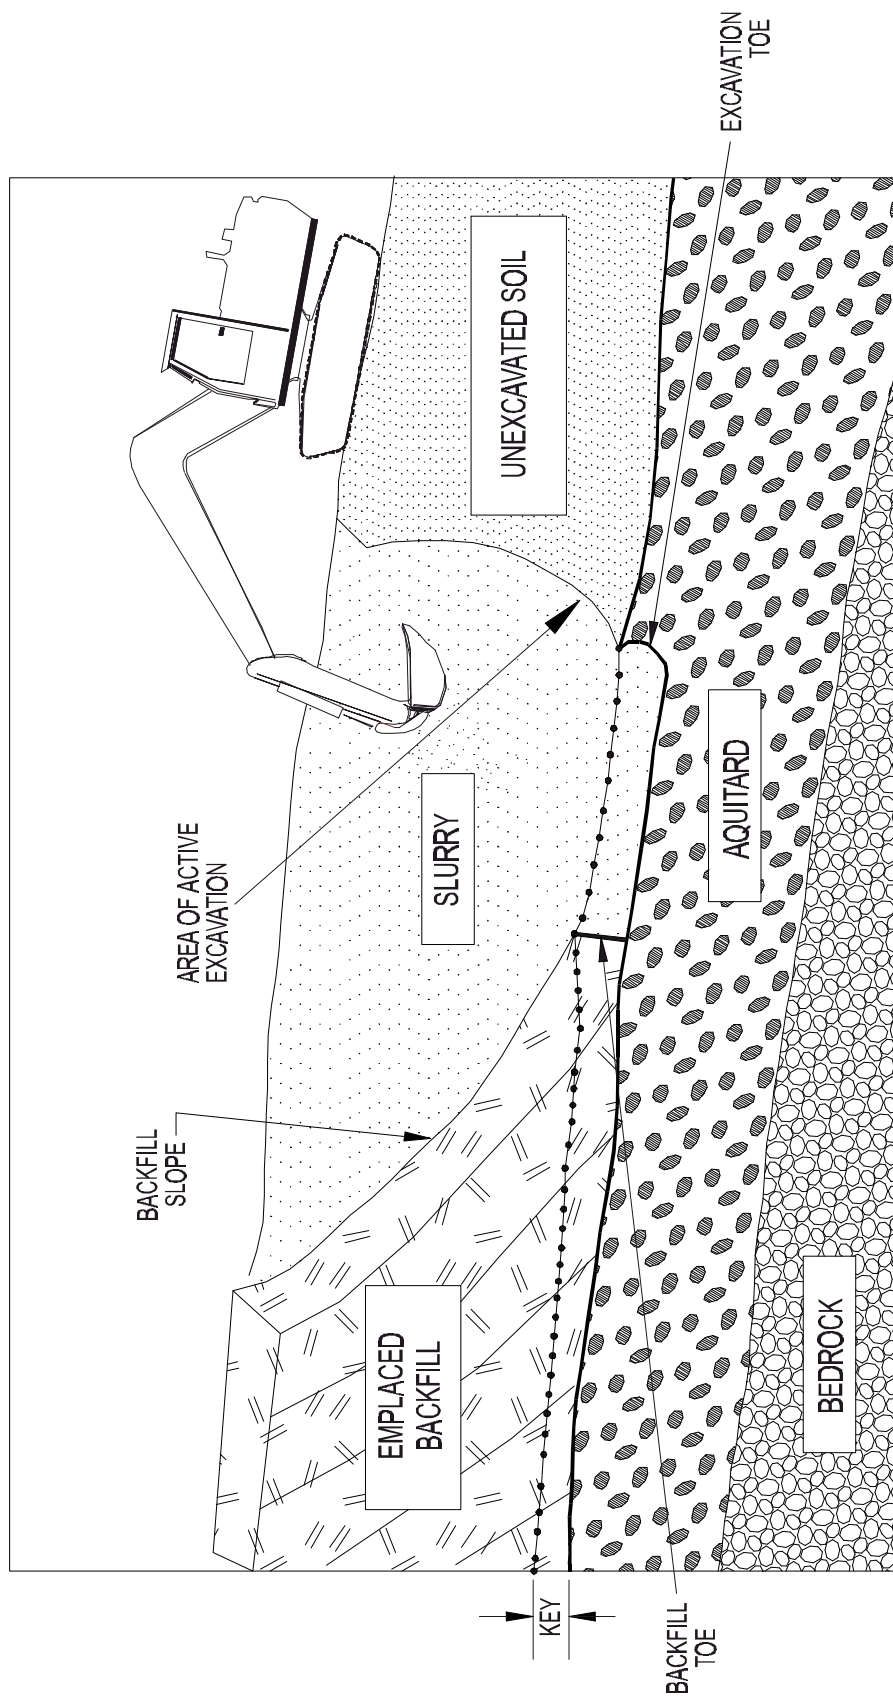 BACKFILL
SLOPE
AREA OF ACTIVE
EXCAVATION
EMPLACED
BACKFILL
SLURRY
UNEXCAVATED SOIL
KEY
BACKFILL
TOE
BEDROCK
AQUITARD
EXCAVATION
TOE